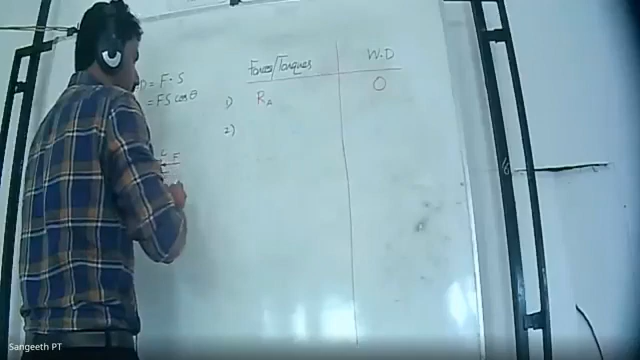 D = F · S
= FS cos θ
Forces/Torques W.D
1) R_A 0
2)
Sangeeth PT